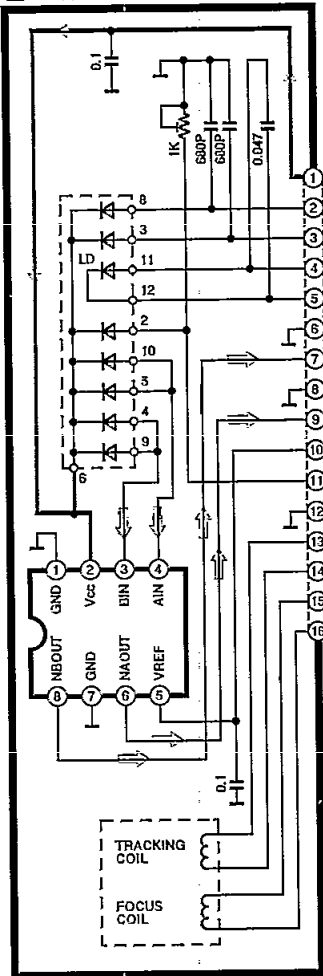 0.1
1K
680P
680P
0.047
1
8
2
3
3
LD
11
4
12
5
2
6
10
7
3
8
4
9
9
10
6
11
12
1
2
3
4
13
GND
Vcc
BIN
AIN
14
NBOUT
GND
NAOUT
VREF
15
16
8
7
6
5
0.1
TRACKING
COIL
FOCUS
COIL